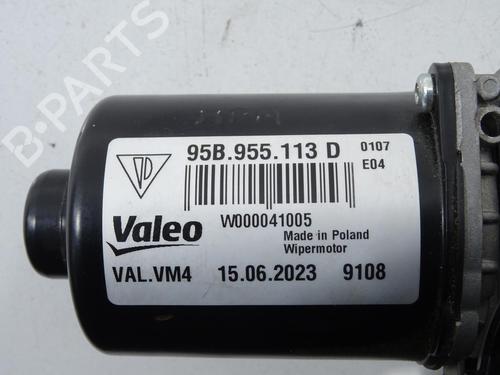 B-PARTS
95B.955.113 D
0107
E04
Valeo
W000041005
Made in Poland
Wipermotor
VAL.VM4 15.06.2023 9108